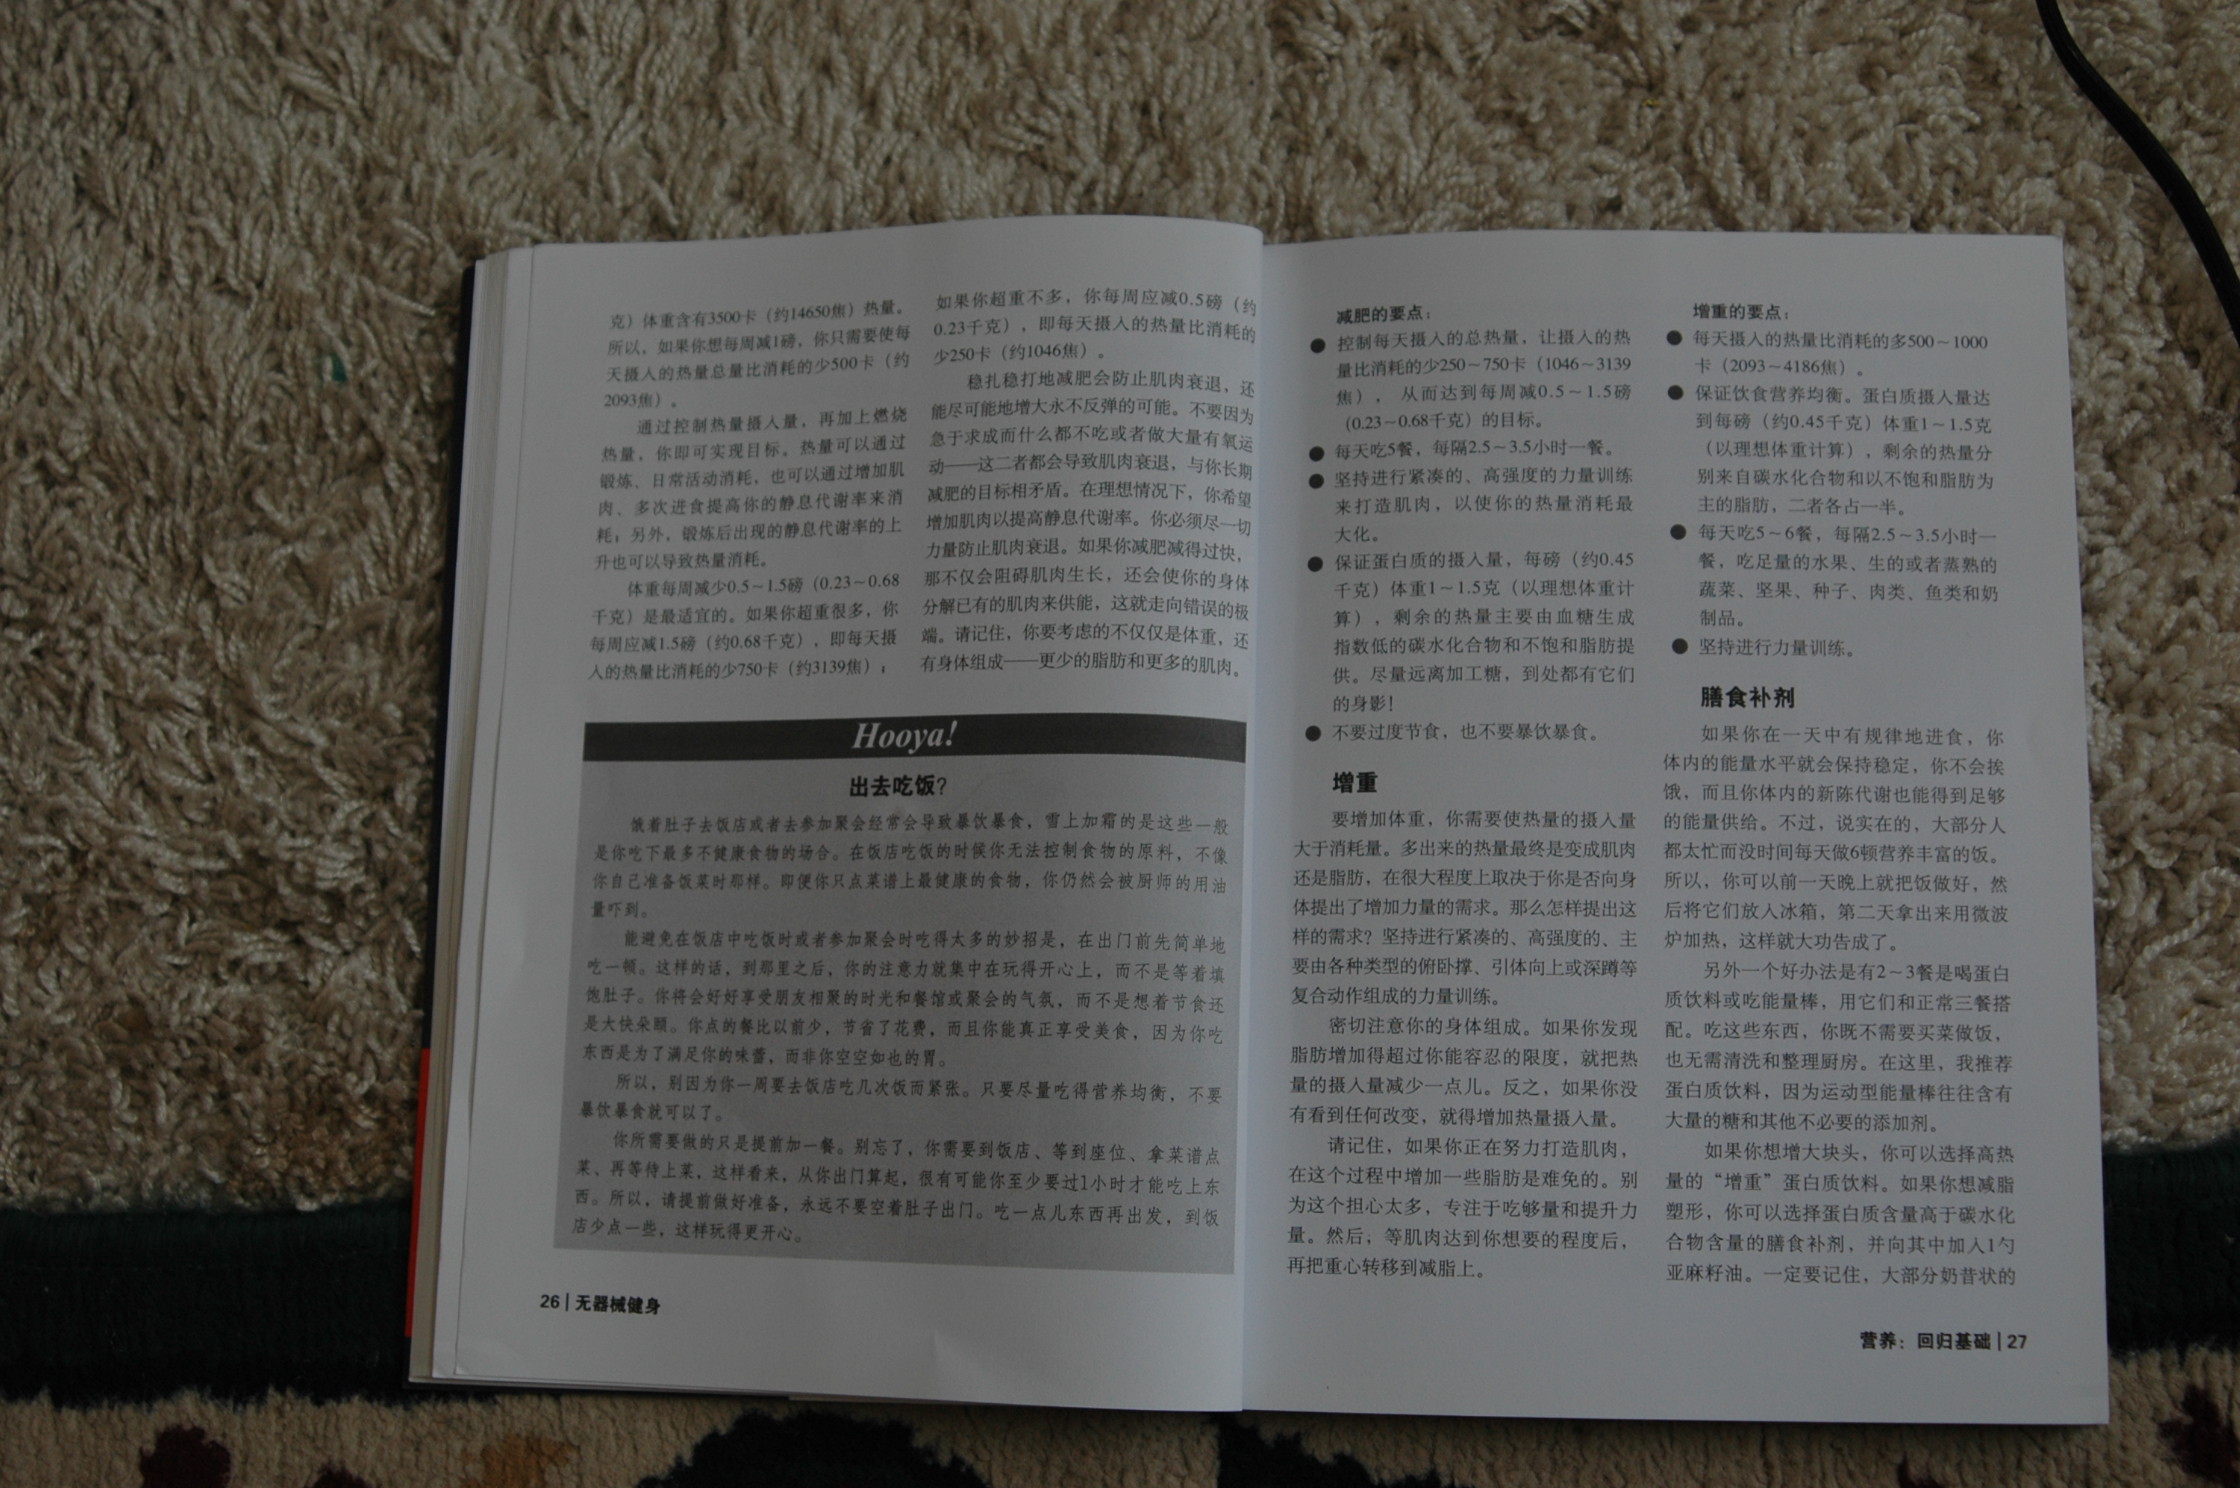 克）体重含有3500卡（约14650焦）热量。
所以，如果你想每周减1磅，你只需要使每
天摄入的热量总量比消耗的少500卡（约
2093焦）。
通过控制热量摄入量，再加上燃烧
热量，你即可实现目标。热量可以通过
锻炼、日常活动消耗，也可以通过增加肌
肉、多次进食提高你的静息代谢率来消
耗；另外，锻炼后出现的静息代谢率的上
升也可以导致热量消耗。
体重每周减少0.5～1.5磅（0.23～0.68
千克）是最适宜的。如果你超重很多，你
每周应减1.5磅（约0.68千克），即每天摄
入的热量比消耗的少750卡（约3139焦）；
如果你超重不多，你每周应减0.5磅（约
0.23千克），即每天摄入的热量比消耗的
少250卡（约1046焦）。
稳扎稳打地减肥会防止肌肉衰退，还
能尽可能地增大永不反弹的可能。不要因为
急于求成而什么都不吃或者做大量有氧运
动——这二者都会导致肌肉衰退，与你长期
减肥的目标相矛盾。在理想情况下，你希望
增加肌肉以提高静息代谢率。你必须尽一切
力量防止肌肉衰退。如果你减肥减得过快，
那不仅会阻碍肌肉生长，还会使你的身体
分解已有的肌肉来供能，这就走向错误的极
端。请记住，你要考虑的不仅仅是体重，还
有身体组成——更少的脂肪和更多的肌肉。
Hooya!
出去吃饭？
饿着肚子去饭店或者去参加聚会经常会导致暴饮暴食，雪上加霜的是这些一般
是你吃下最多不健康食物的场合。在饭店吃饭的时候你无法控制食物的原料，不像
你自己准备饭菜时那样。即便你只点菜谱上最健康的食物，你仍然会被厨师的用油
量吓到。
能避免在饭店中吃饭时或者参加聚会时吃得太多的妙招是，在出门前先简单地
吃一顿。这样的话，到那里之后，你的注意力就集中在玩得开心上，而不是等着填
饱肚子。你将会好好享受朋友相聚的时光和餐馆或聚会的气氛，而不是想着节食还
是大快朵颐。你点的餐比以前少，节省了花费，而且你能真正享受美食，因为你吃
东西是为了满足你的味蕾，而非你空空如也的胃。
所以，别因为你一周要去饭店吃几次饭而紧张。只要尽量吃得营养均衡，不要
暴饮暴食就可以了。
你所需要做的只是提前加一餐。别忘了，你需要到饭店、等到座位、拿菜谱点
菜、再等待上菜，这样看来，从你出门算起，很有可能你至少要过1小时才能吃上东
西。所以，请提前做好准备，永远不要空着肚子出门。吃一点儿东西再出发，到饭
店少点一些，这样玩得更开心。
26 | 无器械健身
减肥的要点：
● 控制每天摄入的总热量，让摄入的热
量比消耗的少250～750卡（1046～3139
焦），从而达到每周减0.5～1.5磅
（0.23～0.68千克）的目标。
● 每天吃5餐，每隔2.5～3.5小时一餐。
● 坚持进行紧凑的、高强度的力量训练
来打造肌肉，以使你的热量消耗最
大化。
● 保证蛋白质的摄入量，每磅（约0.45
千克）体重1～1.5克（以理想体重计
算），剩余的热量主要由血糖生成
指数低的碳水化合物和不饱和脂肪提
供。尽量远离加工糖，到处都有它们
的身影！
● 不要过度节食，也不要暴饮暴食。
增重
要增加体重，你需要使热量的摄入量
大于消耗量。多出来的热量最终是变成肌肉
还是脂肪，在很大程度上取决于你是否向身
体提出了增加力量的需求。那么怎样提出这
样的需求？坚持进行紧凑的、高强度的、主
要由各种类型的俯卧撑、引体向上或深蹲等
复合动作组成的力量训练。
密切注意你的身体组成。如果你发现
脂肪增加得超过你能容忍的限度，就把热
量的摄入量减少一点儿。反之，如果你没
有看到任何改变，就得增加热量摄入量。
请记住，如果你正在努力打造肌肉，
在这个过程中增加一些脂肪是难免的。别
为这个担心太多，专注于吃够量和提升力
量。然后，等肌肉达到你想要的程度后，
再把重心转移到减脂上。
增重的要点：
● 每天摄入的热量比消耗的多500～1000
卡（2093～4186焦）。
● 保证饮食营养均衡。蛋白质摄入量达
到每磅（约0.45千克）体重1～1.5克
（以理想体重计算），剩余的热量分
别来自碳水化合物和以不饱和脂肪为
主的脂肪，二者各占一半。
● 每天吃5～6餐，每隔2.5～3.5小时一
餐，吃足量的水果、生的或者蒸熟的
蔬菜、坚果、种子、肉类、鱼类和奶
制品。
● 坚持进行力量训练。
膳食补剂
如果你在一天中有规律地进食，你
体内的能量水平就会保持稳定，你不会挨
饿，而且你体内的新陈代谢也能得到足够
的能量供给。不过，说实在的，大部分人
都太忙而没时间每天做6顿营养丰富的饭。
所以，你可以前一天晚上就把饭做好，然
后将它们放入冰箱，第二天拿出来用微波
炉加热，这样就大功告成了。
另外一个好办法是有2～3餐是喝蛋白
质饮料或吃能量棒，用它们和正常三餐搭
配。吃这些东西，你既不需要买菜做饭，
也无需清洗和整理厨房。在这里，我推荐
蛋白质饮料，因为运动型能量棒往往含有
大量的糖和其他不必要的添加剂。
如果你想增大块头，你可以选择高热
量的“增重”蛋白质饮料。如果你想减脂
塑形，你可以选择蛋白质含量高于碳水化
合物含量的膳食补剂，并向其中加入1勺
亚麻籽油。一定要记住，大部分奶昔状的
营养：回归基础 | 27